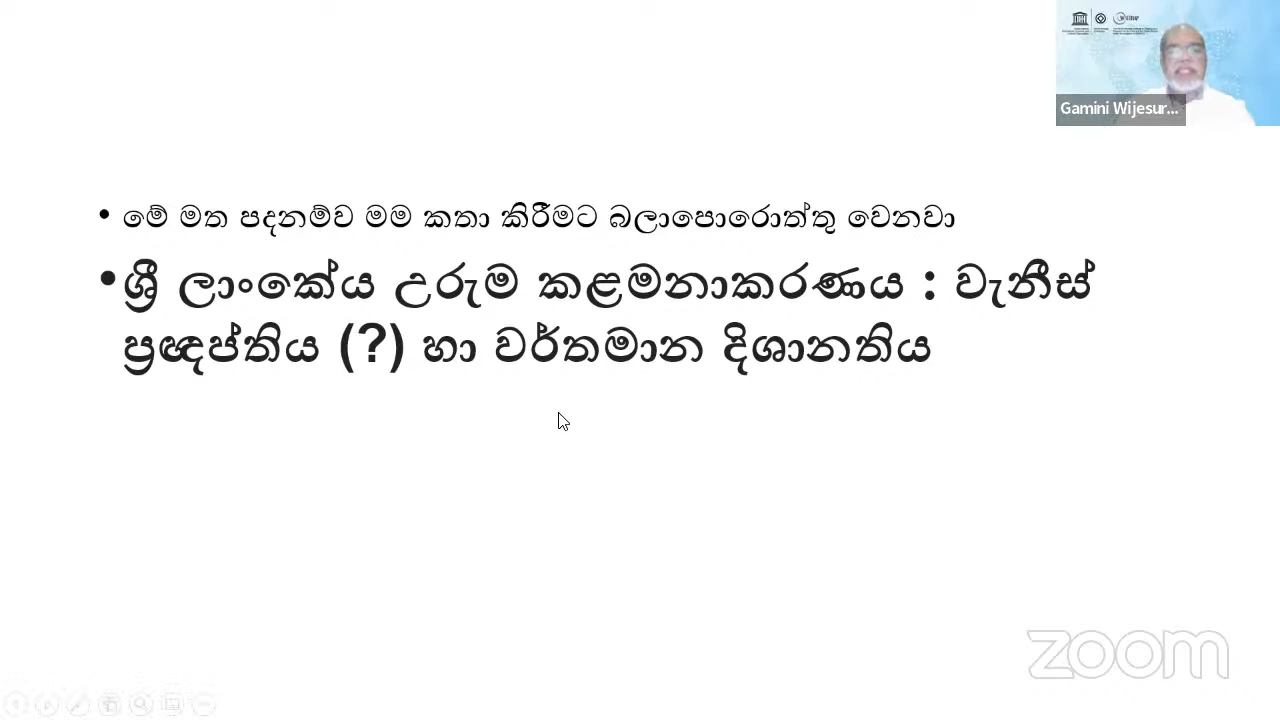 Gamini Wijesur...
• මේ මත පදනම්ව මම කතා කිරීමට බලාපොරොත්තු වෙනවා
• ශ්‍රී ලාංකේය උරුම කළමනාකරණය : වැනීස්
ප්‍රඥප්තිය (?) හා වර්තමාන දිශානතිය
zoom